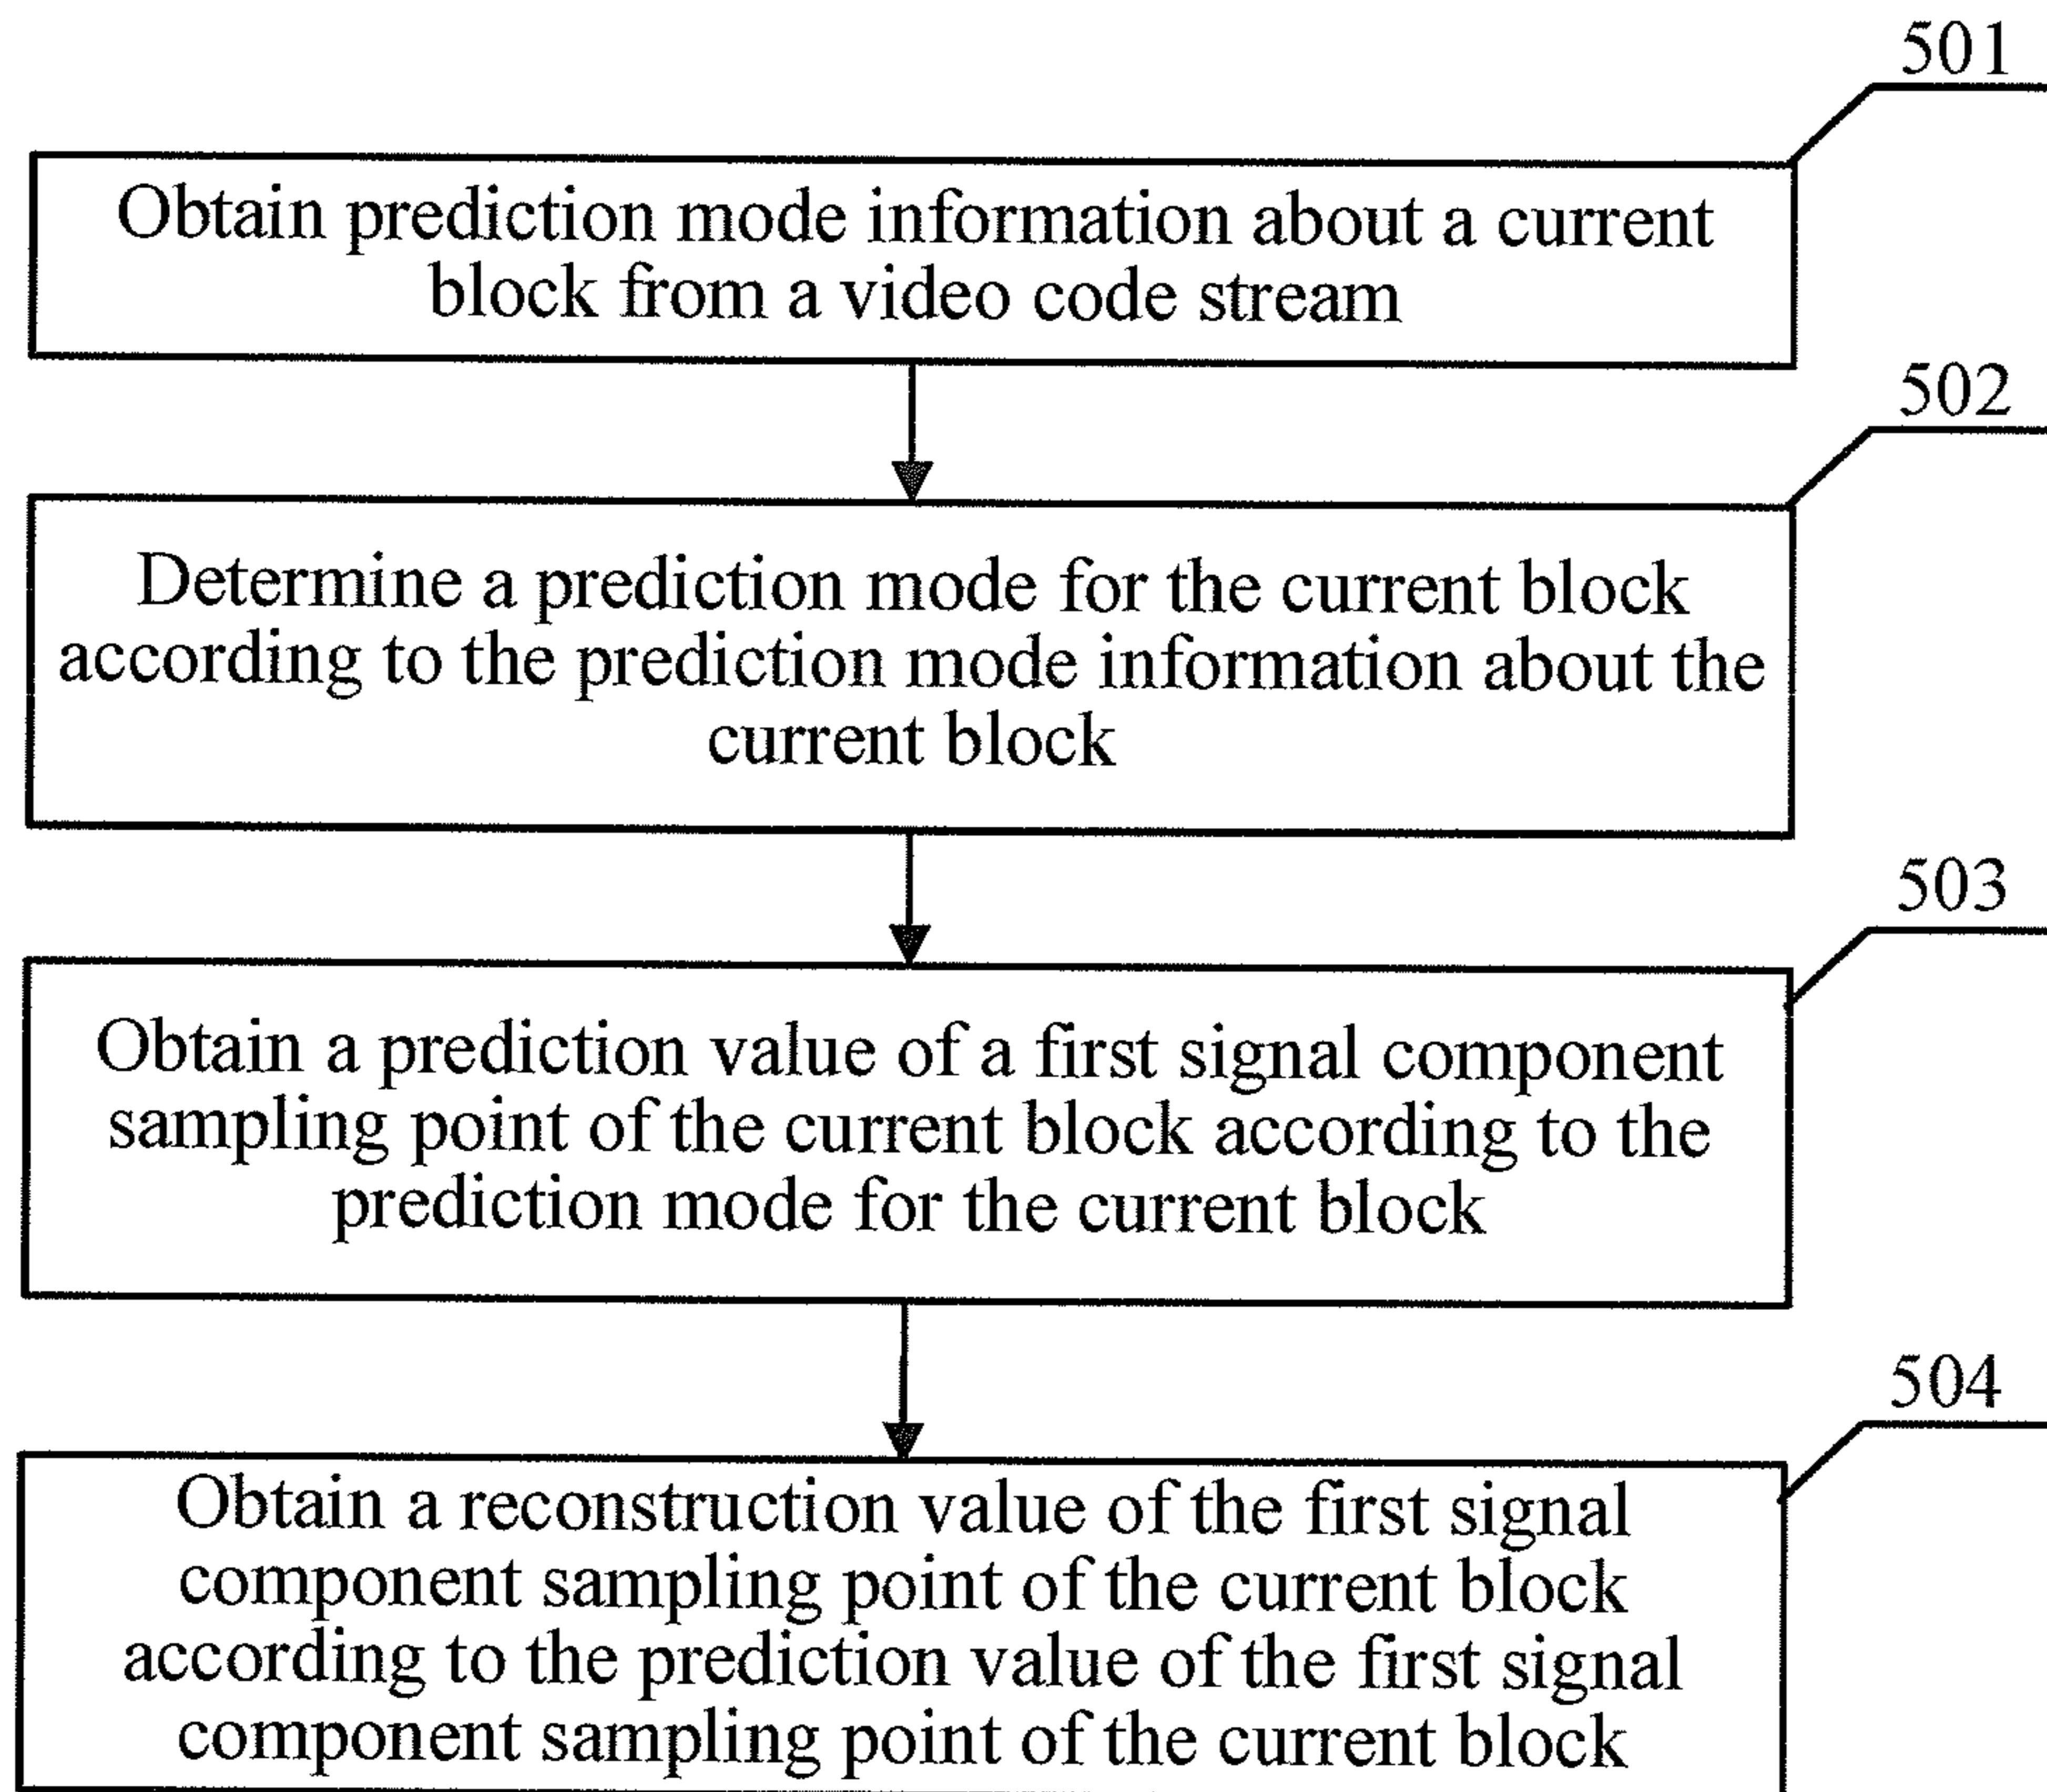 501
Obtain prediction mode information about a current
block from a video code stream
502
Determine a prediction mode for the current block
according to the prediction mode information about the
current block
503
Obtain a prediction value of a first signal component
sampling point of the current block according to the
prediction mode for the current block
504
Obtain a reconstruction value of the first signal
component sampling point of the current block
according to the prediction value of the first signal
component sampling point of the current block